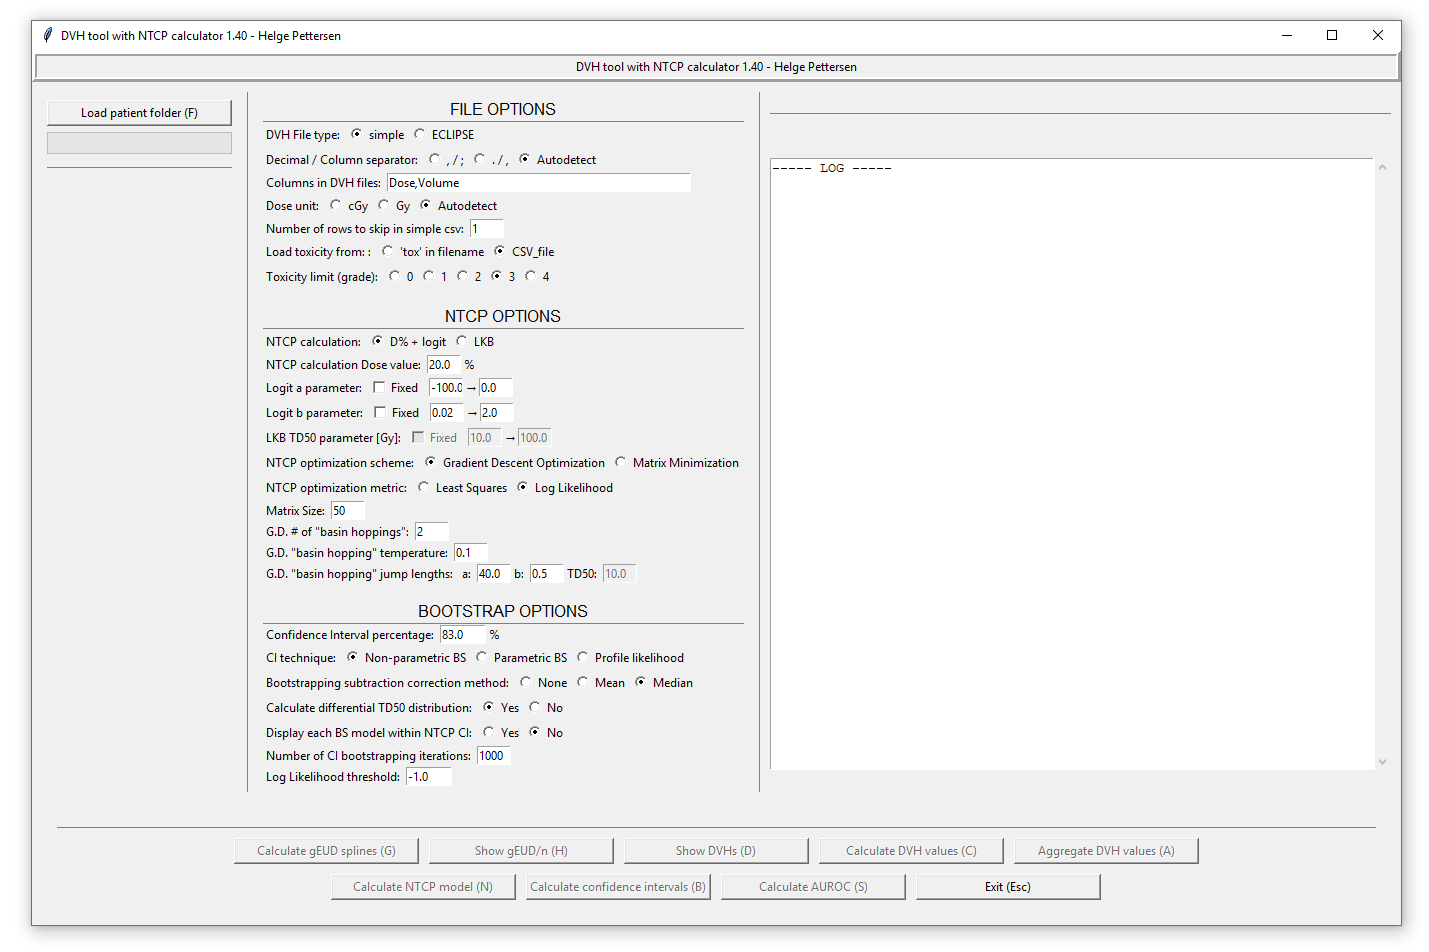 DVH tool with NTCP calculator 1.40 - Helge Pettersen
DVH tool with NTCP calculator 1.40 - Helge Pettersen
Load patient folder (F)
FILE OPTIONS
DVH File type: simple ECLIPSE
Decimal / Column separator: , / ; . / , Autodetect
Columns in DVH files: Dose,Volume
Dose unit: cGy Gy Autodetect
Number of rows to skip in simple csv: 1
Load toxicity from: : 'tox' in filename CSV_file
Toxicity limit (grade): 0 1 2 3 4
NTCP OPTIONS
NTCP calculation: D% + logit LKB
NTCP calculation Dose value: 20.0 %
Logit a parameter: Fixed -100.0 → 0.0
Logit b parameter: Fixed 0.02 → 2.0
LKB TD50 parameter [Gy]: Fixed 10.0 → 100.0
NTCP optimization scheme: Gradient Descent Optimization Matrix Minimization
NTCP optimization metric: Least Squares Log Likelihood
Matrix Size: 50
G.D. # of "basin hoppings": 2
G.D. "basin hopping" temperature: 0.1
G.D. "basin hopping" jump lengths: a: 40.0 b: 0.5 TD50: 10.0
BOOTSTRAP OPTIONS
Confidence Interval percentage: 83.0 %
CI technique: Non-parametric BS Parametric BS Profile likelihood
Bootstrapping subtraction correction method: None Mean Median
Calculate differential TD50 distribution: Yes No
Display each BS model within NTCP CI: Yes No
Number of CI bootstrapping iterations: 1000
Log Likelihood threshold: -1.0
----- LOG -----
Calculate gEUD splines (G) Show gEUD/n (H) Show DVHs (D) Calculate DVH values (C) Aggregate DVH values (A)
Calculate NTCP model (N) Calculate confidence intervals (B) Calculate AUROC (S) Exit (Esc)